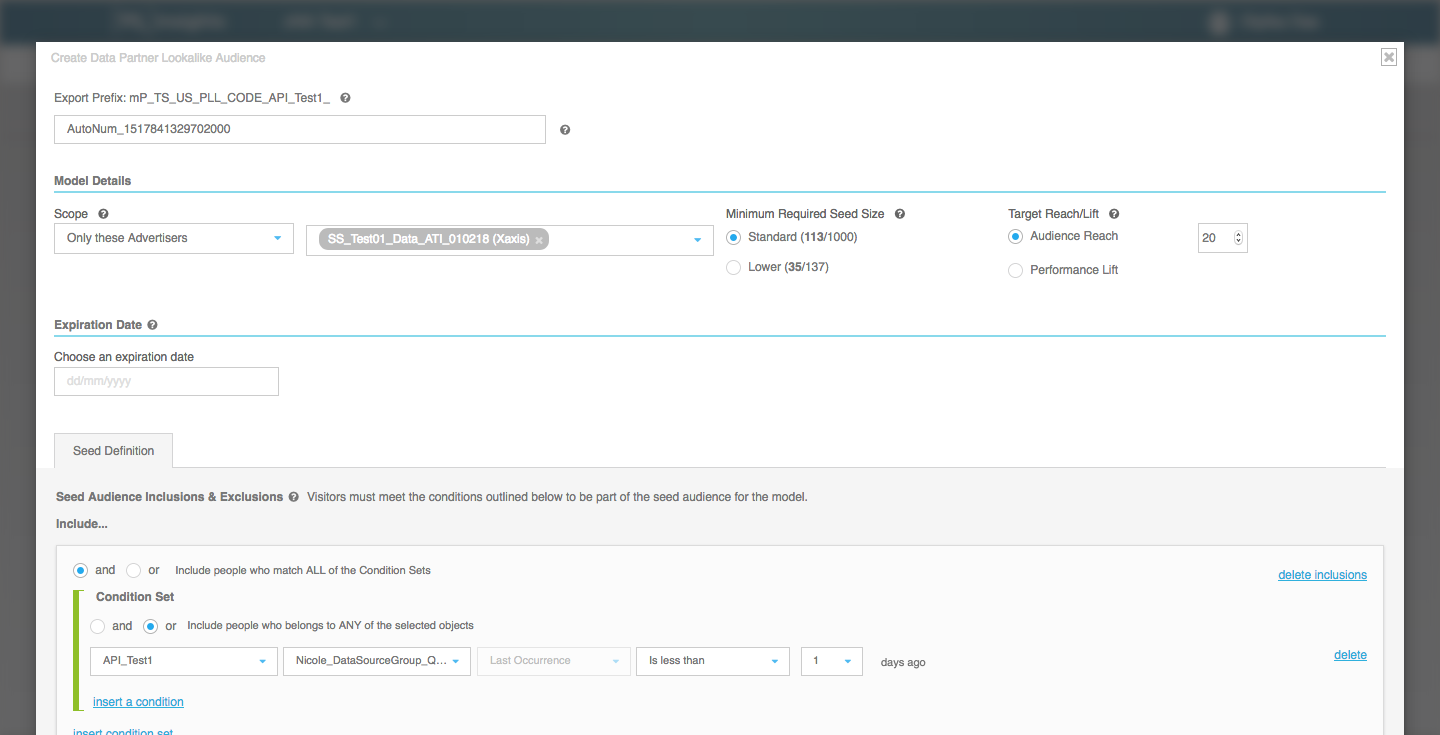 Create Data Partner Lookalike Audience
Export Prefix: mP_TS_US_PLL_CODE_API_Test1_
AutoNum_1517841329702000
Model Details
Scope
Only these Advertisers
SS_Test01_Data_ATI_010218 (Xaxis)
Minimum Required Seed Size
Standard (113/1000)
Lower (35/137)
Target Reach/Lift
Audience Reach
20
Performance Lift
Expiration Date
Choose an expiration date
dd/mm/yyyy
Seed Definition
Seed Audience Inclusions & Exclusions Visitors must meet the conditions outlined below to be part of the seed audience for the model.
Include...
and or Include people who match ALL of the Condition Sets
delete inclusions
Condition Set
and or Include people who belongs to ANY of the selected objects
API_Test1 Nicole_DataSourceGroup_Q... Last Occurrence Is less than 1 days ago
delete
insert a condition
insert condition set